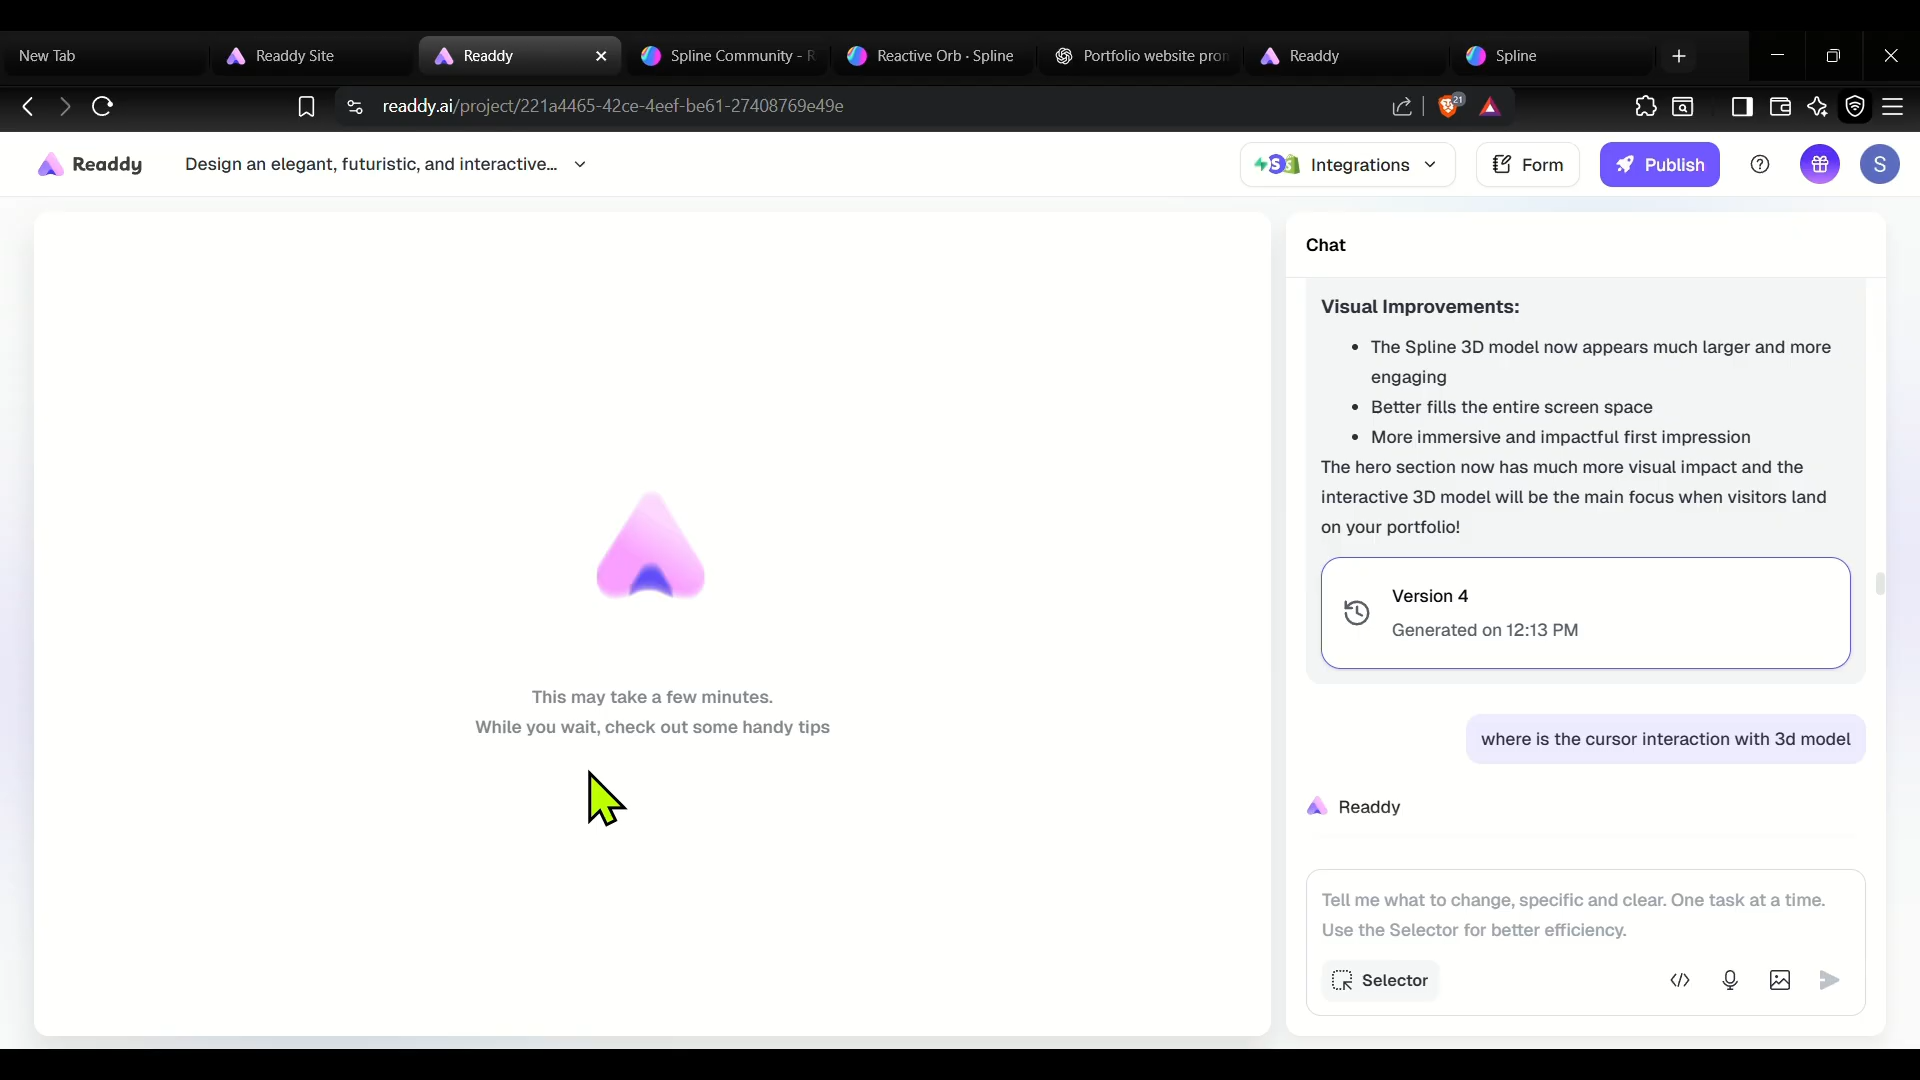 New Tab
Readdy Site
Readdy
Spline Community - R
Reactive Orb · Spline
Portfolio website pron
Readdy
Spline
readdy.ai/project/221a4465-42ce-4eef-be61-27408769e49e
21
Readdy
Design an elegant, futuristic, and interactive...
Integrations
Form
Publish
S
Chat
Visual Improvements:
• The Spline 3D model now appears much larger and more
engaging
• Better fills the entire screen space
• More immersive and impactful first impression
The hero section now has much more visual impact and the
interactive 3D model will be the main focus when visitors land
on your portfolio!
Version 4
Generated on 12:13 PM
where is the cursor interaction with 3d model
Readdy
This may take a few minutes.
While you wait, check out some handy tips
Tell me what to change, specific and clear. One task at a time.
Use the Selector for better efficiency.
Selector